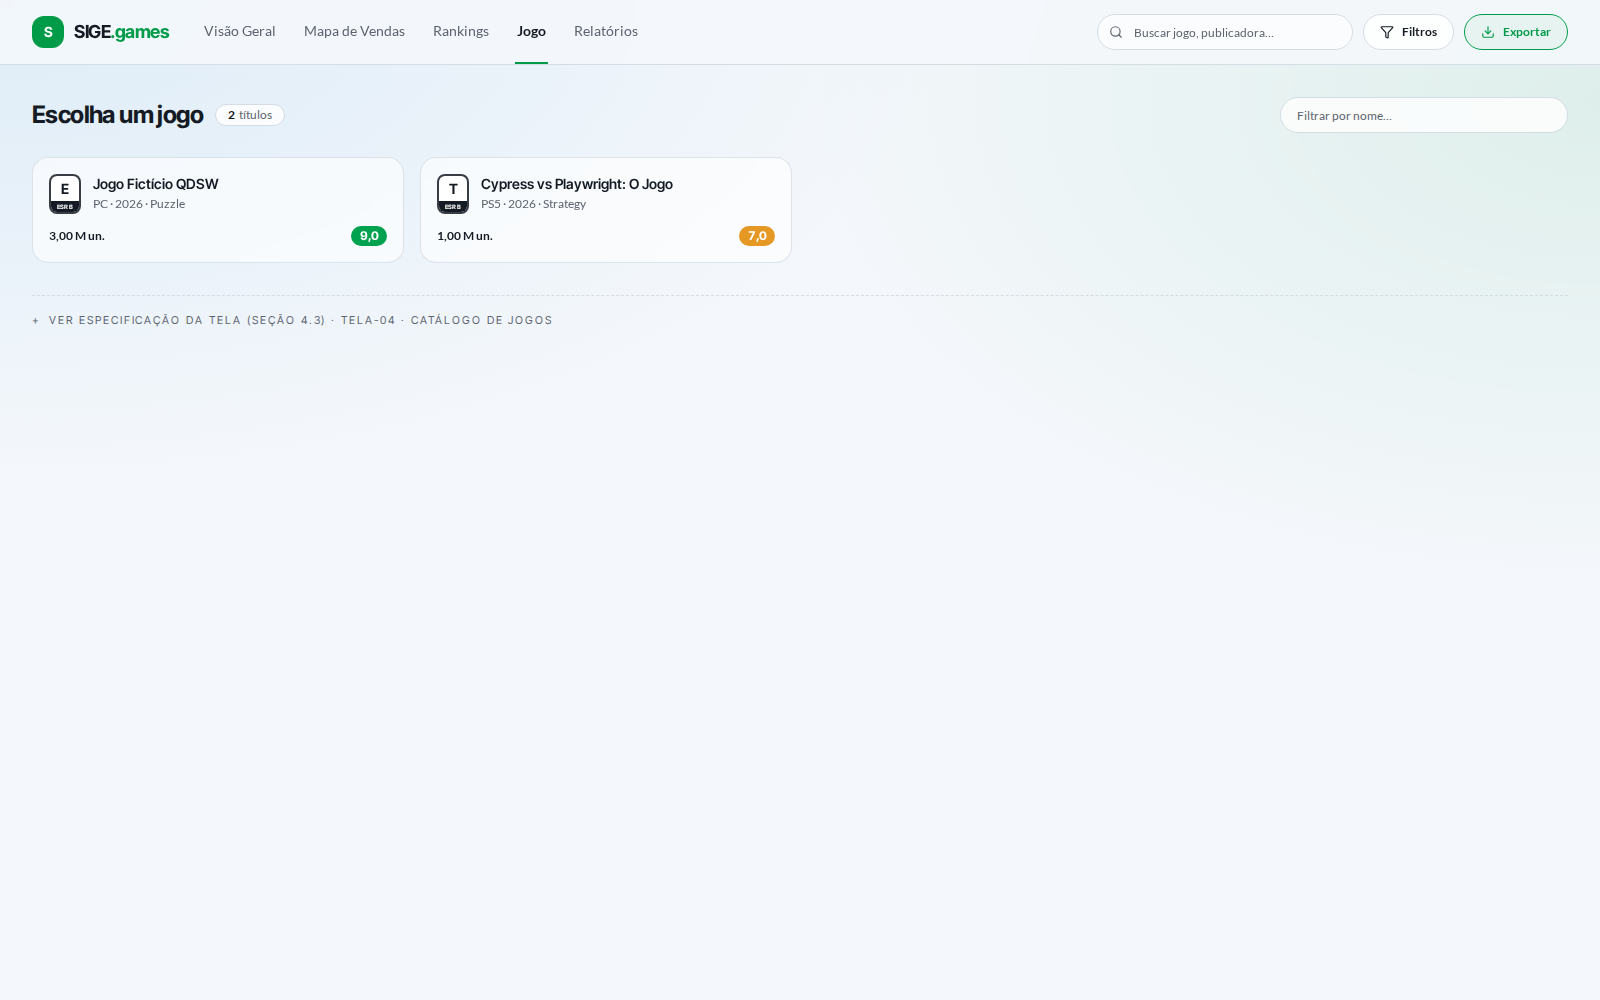 S SIGE.games Visão Geral Mapa de Vendas Rankings Jogo Relatórios Buscar jogo, publicadora... Filtros Exportar
Escolha um jogo 2 títulos Filtrar por nome...
E ESRB Jogo Fictício QDSW
PC · 2026 · Puzzle
3,00 M un. 9,0
T ESRB Cypress vs Playwright: O Jogo
PS5 · 2026 · Strategy
1,00 M un. 7,0
+ VER ESPECIFICAÇÃO DA TELA (SEÇÃO 4.3) · TELA-04 · CATÁLOGO DE JOGOS